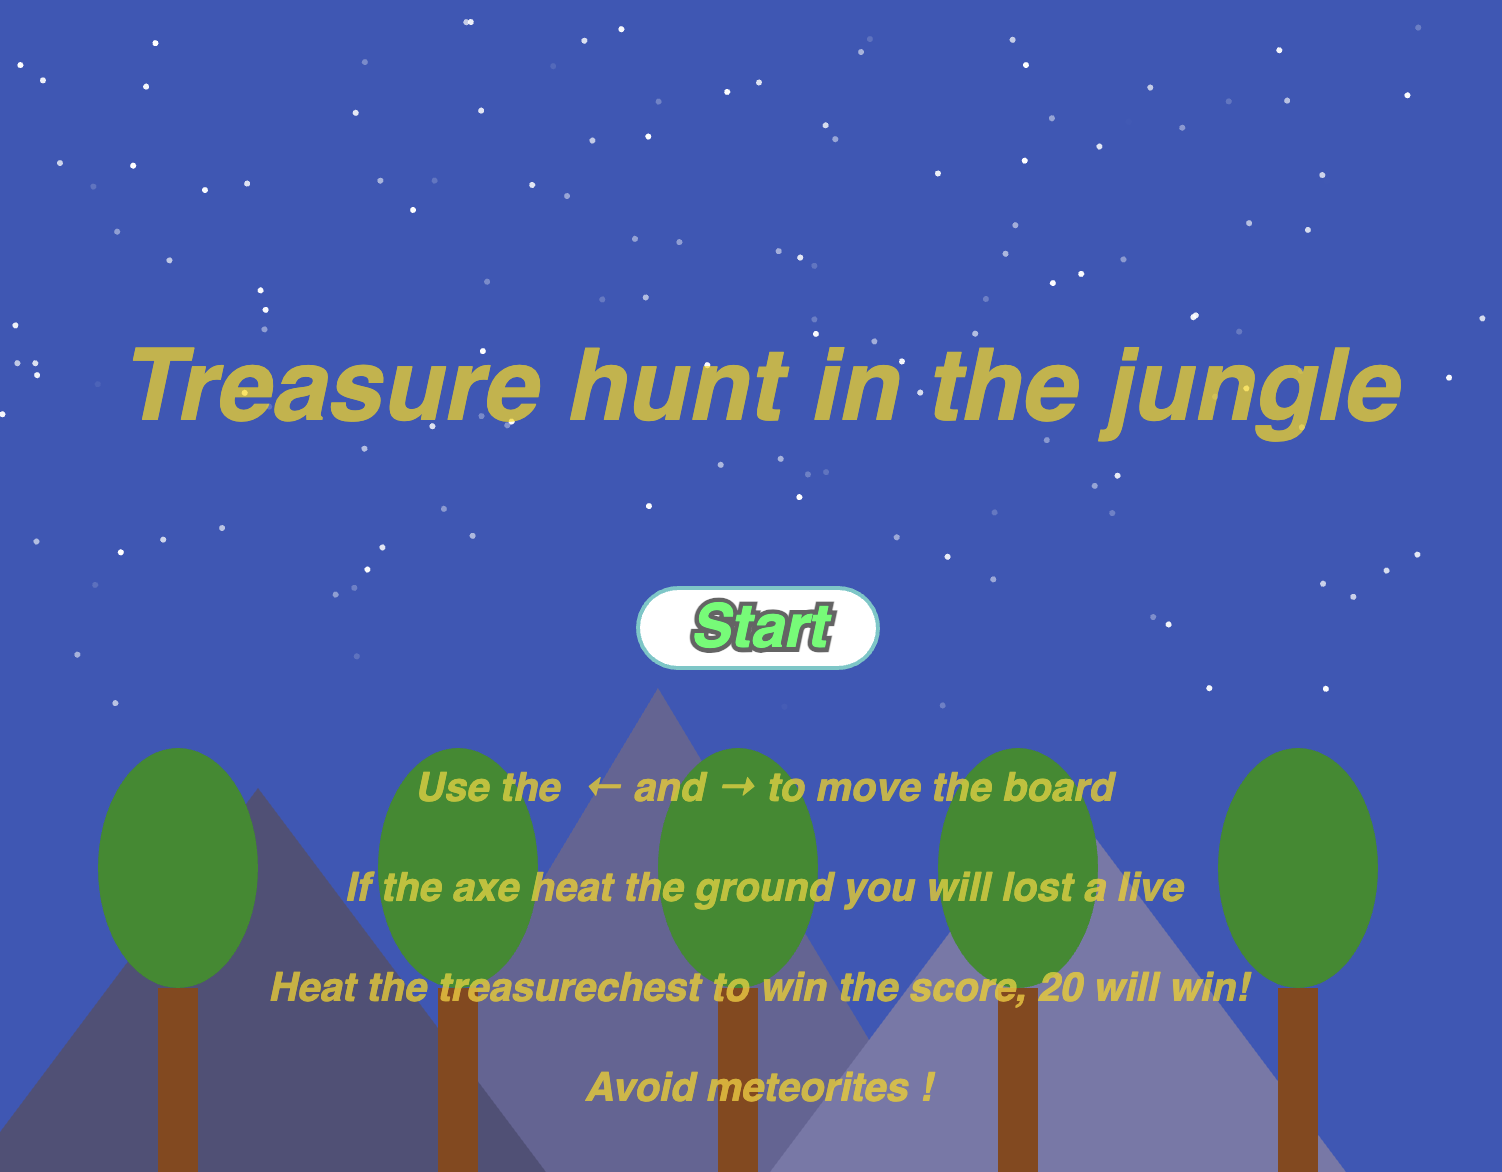 Treasure hunt in the jungle
Start
Use the ← and → to move the board
If the axe heat the ground you will lost a live
Heat the treasurechest to win the score, 20 will win!
Avoid meteorites !